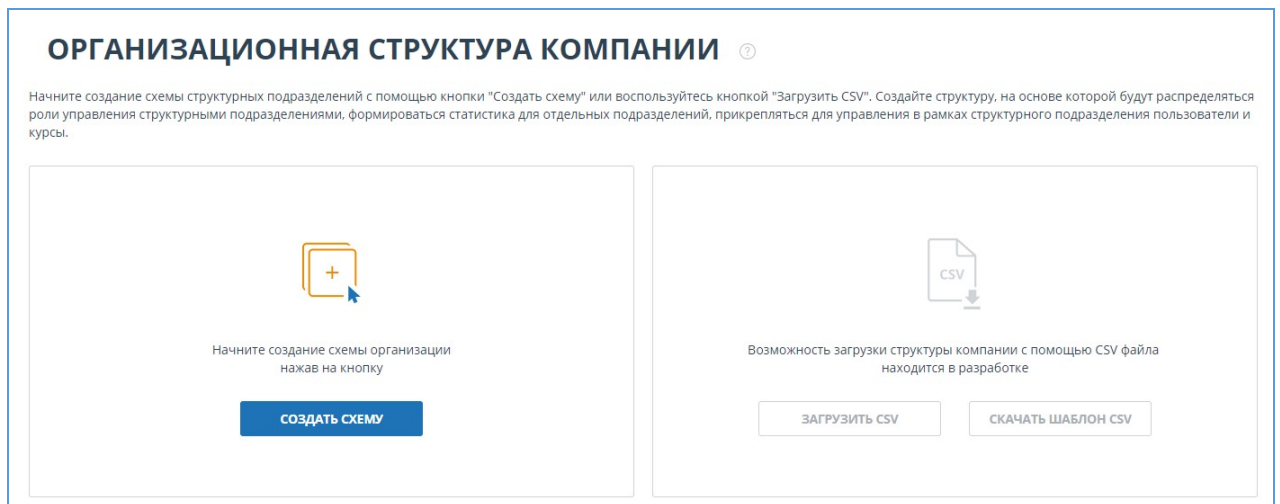 ОРГАНИЗАЦИОННАЯ СТРУКТУРА КОМПАНИИ ?
Начните создание схемы структурных подразделений с помощью кнопки "Создать схему" или воспользуйтесь кнопкой "Загрузить CSV". Создайте структуру, на основе которой будут распределяться
роли управления структурными подразделениями, формироваться статистика для отдельных подразделений, прикрепляться для управления в рамках структурного подразделения пользователи и
курсы.
Начните создание схемы организации
нажав на кнопку
СОЗДАТЬ СХЕМУ
CSV
Возможность загрузки структуры компании с помощью CSV файла
находится в разработке
ЗАГРУЗИТЬ CSV
СКАЧАТЬ ШАБЛОН CSV